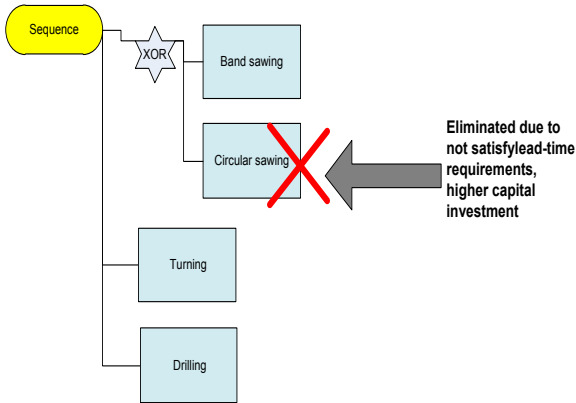 Sequence
XOR
Band sawing
Circular sawing
Eliminated due to
not satisfylead-time
requirements,
higher capital
investment
Turning
Drilling